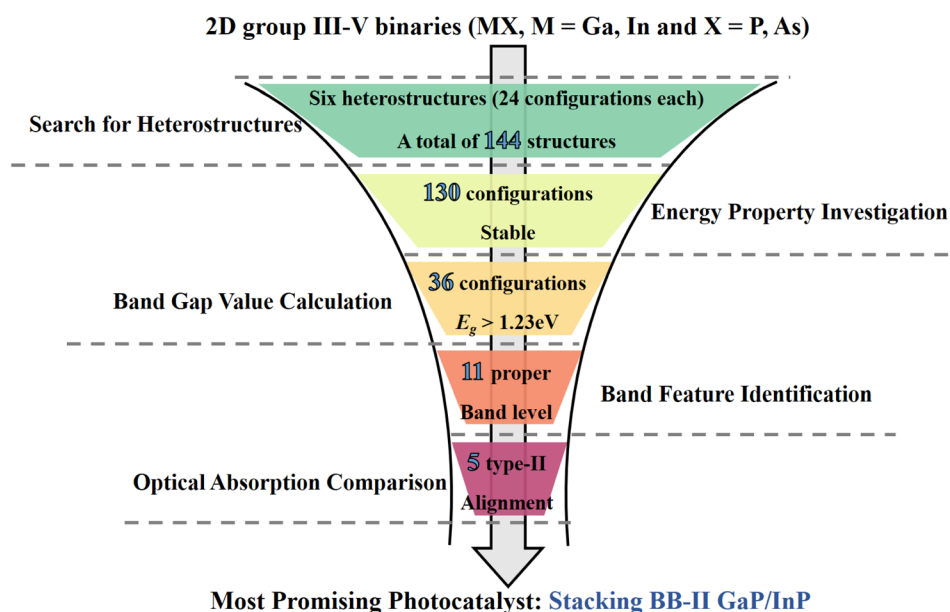 2D group III-V binaries (MX, M = Ga, In and X = P, As)
Six heterostructures (24 configurations each)
Search for Heterostructures
A total of 144 structures
130 configurations
Energy Property Investigation
Stable
36 configurations
Band Gap Value Calculation
E_g > 1.23eV
11 proper
Band Feature Identification
Band level
5 type-II
Optical Absorption Comparison
Alignment
Most Promising Photocatalyst: Stacking BB-II GaP/InP